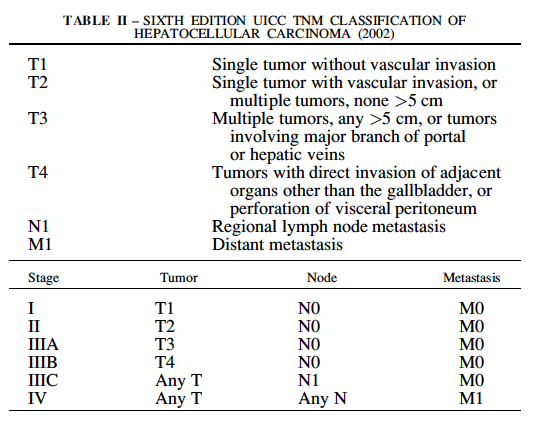 TABLE II – SIXTH EDITION UICC TNM CLASSIFICATION OF
HEPATOCELLULAR CARCINOMA (2002)
T1 Single tumor without vascular invasion
T2 Single tumor with vascular invasion, or
multiple tumors, none >5 cm
T3 Multiple tumors, any >5 cm, or tumors
involving major branch of portal
or hepatic veins
T4 Tumors with direct invasion of adjacent
organs other than the gallbladder, or
perforation of visceral peritoneum
N1 Regional lymph node metastasis
M1 Distant metastasis
Stage Tumor Node Metastasis
I T1 N0 M0
II T2 N0 M0
IIIA T3 N0 M0
IIIB T4 N0 M0
IIIC Any T N1 M0
IV Any T Any N M1